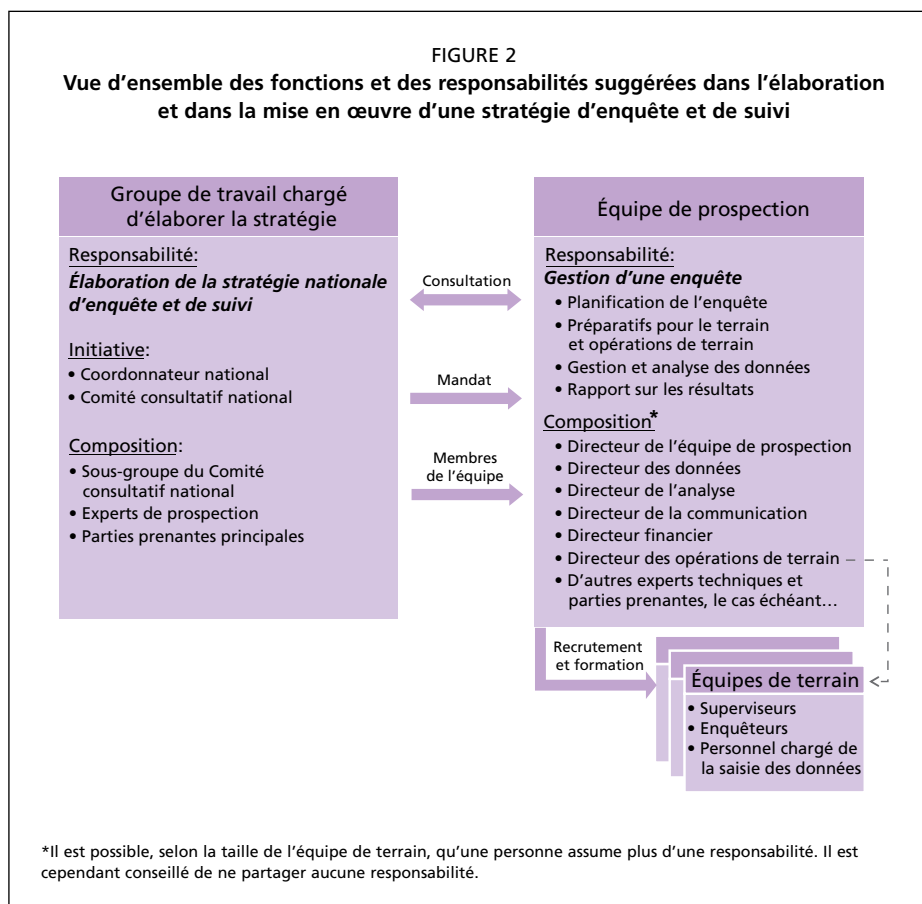 FIGURE 2
Vue d'ensemble des fonctions et des responsabilités suggérées dans l'élaboration
et dans la mise en œuvre d'une stratégie d'enquête et de suivi
Groupe de travail chargé
d'élaborer la stratégie
Responsabilité:
Élaboration de la stratégie nationale
d'enquête et de suivi
Initiative:
• Coordonnateur national
• Comité consultatif national
Composition:
• Sous-groupe du Comité
consultatif national
• Experts de prospection
• Parties prenantes principales
Consultation
Mandat
Membres
de l'équipe
Équipe de prospection
Responsabilité:
Gestion d'une enquête
• Planification de l'enquête
• Préparatifs pour le terrain
et opérations de terrain
• Gestion et analyse des données
• Rapport sur les résultats
Composition*
• Directeur de l'équipe de prospection
• Directeur des données
• Directeur de l'analyse
• Directeur de la communication
• Directeur financier
• Directeur des opérations de terrain
• D'autres experts techniques et
parties prenantes, le cas échéant…
Recrutement
et formation
Équipes de terrain
• Superviseurs
• Enquêteurs
• Personnel chargé de
la saisie des données
*Il est possible, selon la taille de l'équipe de terrain, qu'une personne assume plus d'une responsabilité. Il est
cependant conseillé de ne partager aucune responsabilité.